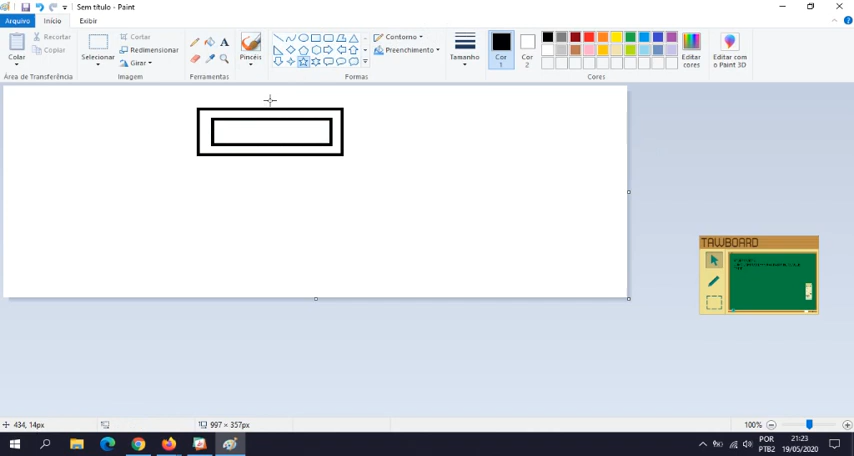 Sem título - Paint
Arquivo Início Exibir
Colar
Recortar
Copiar
Área de Transferência
Selecionar
Cortar
Redimensionar
Girar
Imagem
A
Ferramentas
Pincéis
Contorno
Preenchimento
Formas
Tamanho
Cor
1
Cor
2
Editar
cores
Cores
Editar com
o Paint 3D
TAWBOARD
434, 14px
997 × 357px
100%
POR
PTB2
21:23
19/05/2020